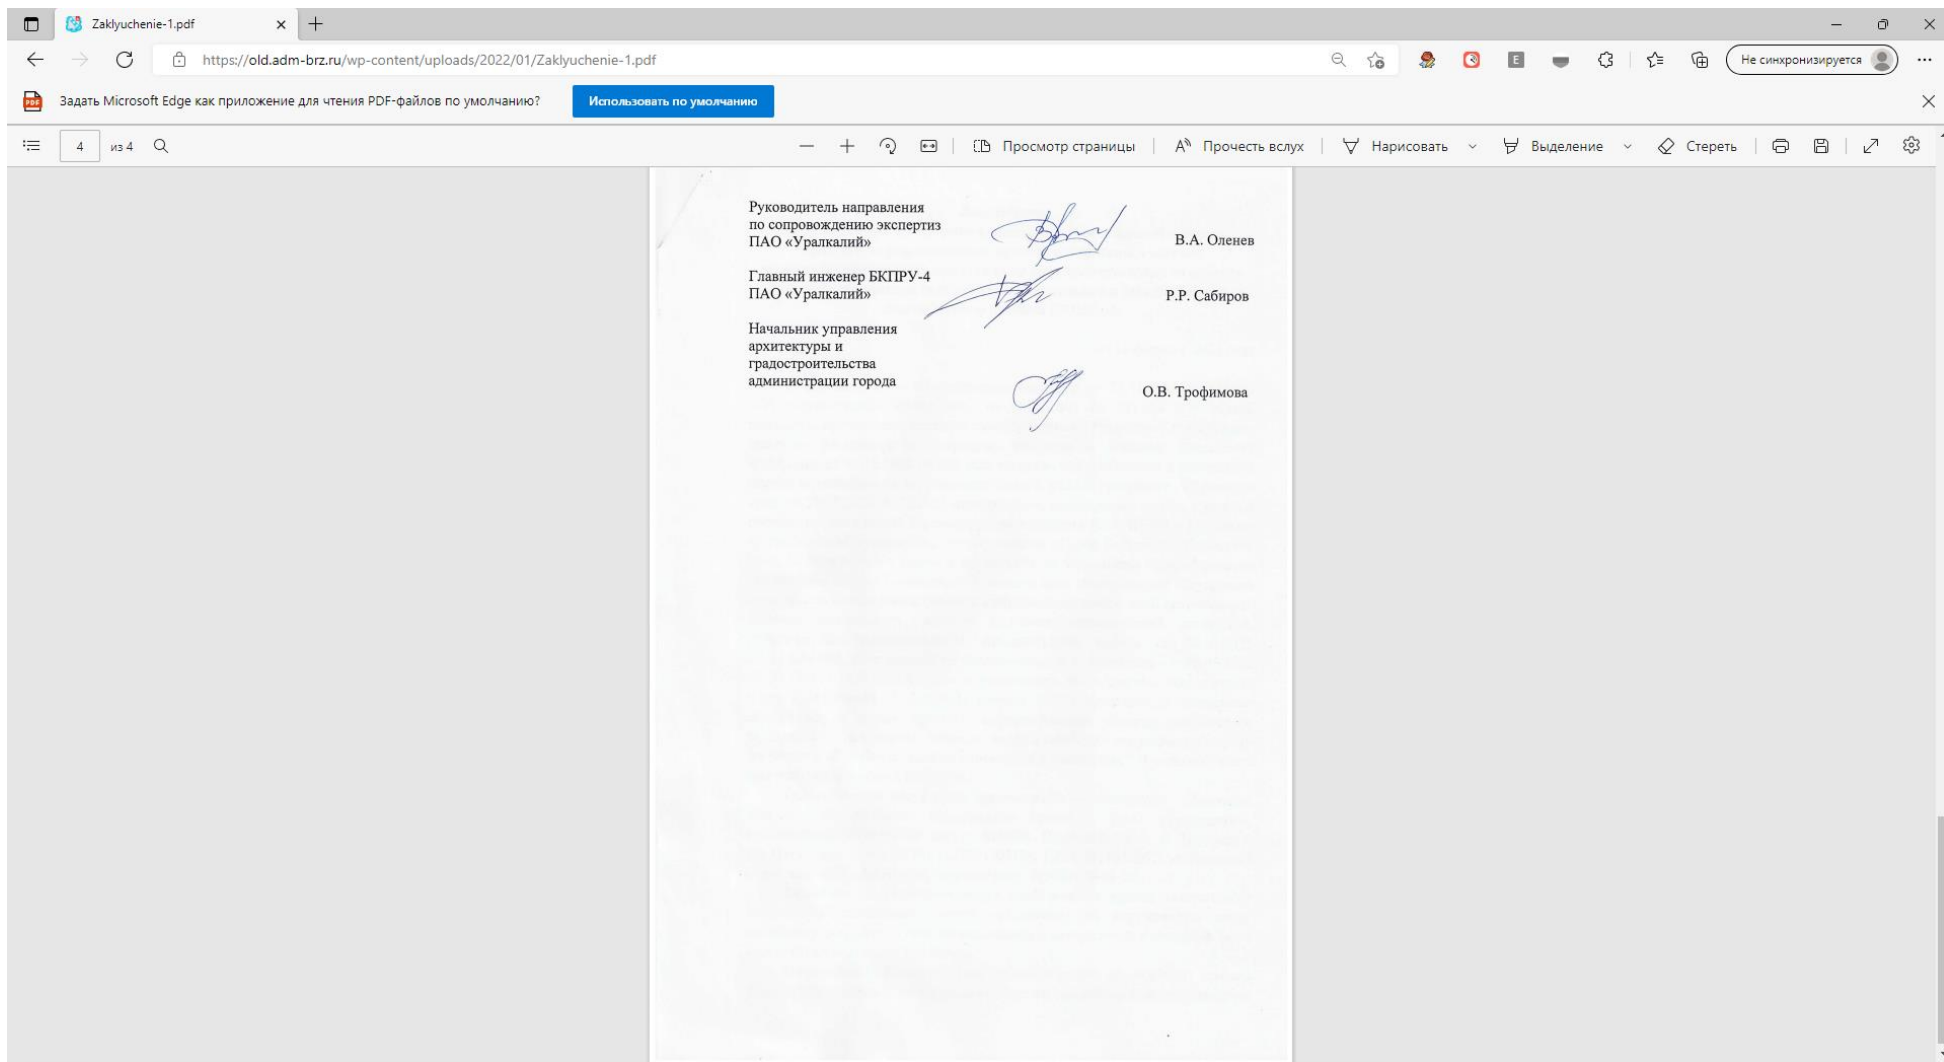 Zaklyuchenie-1.pdf
https://old.adm-brz.ru/wp-content/uploads/2022/01/Zaklyuchenie-1.pdf
E
Не синхронизируется
PDF
Задать Microsoft Edge как приложение для чтения PDF-файлов по умолчанию?
Использовать по умолчанию
4 из 4
Просмотр страницы
Прочесть вслух
Нарисовать
Выделение
Стереть
Руководитель направления
по сопровождению экспертиз
ПАО «Уралкалий»
В.А. Оленев
Главный инженер БКПРУ-4
ПАО «Уралкалий»
Р.Р. Сабиров
Начальник управления
архитектуры и
градостроительства
администрации города
О.В. Трофимова